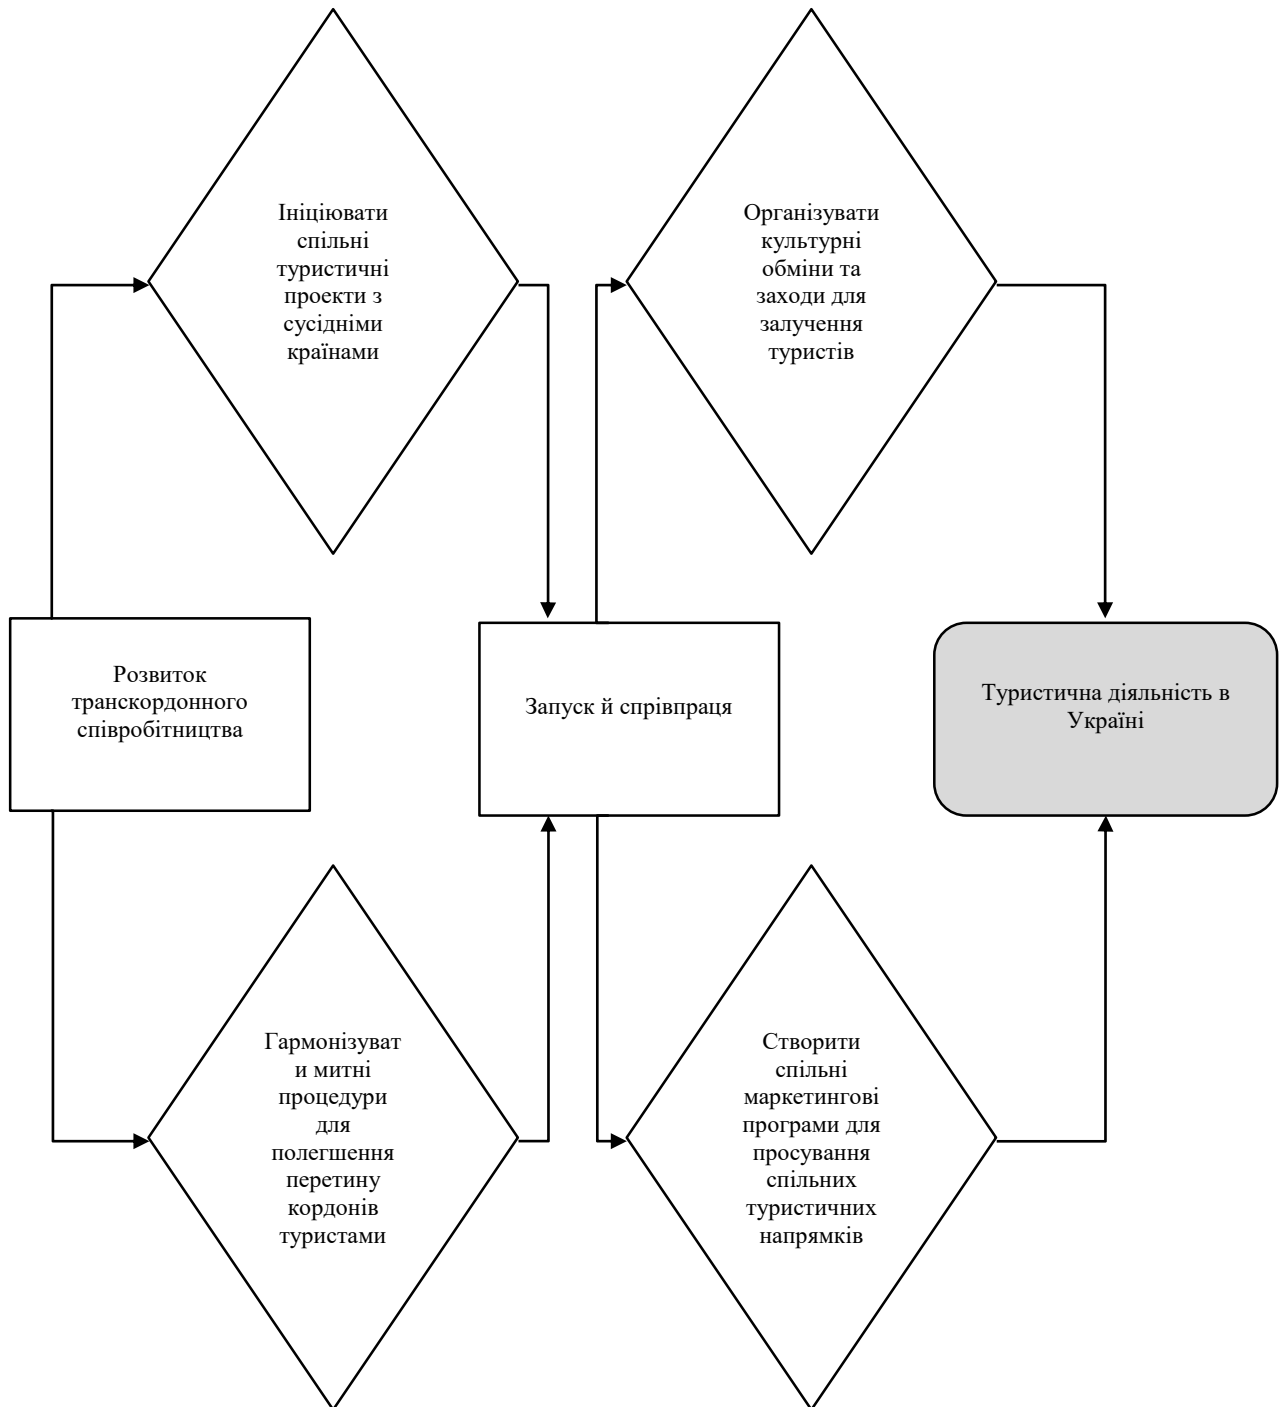 Ініціювати
спільні
туристичні
проекти з
сусідніми
країнами
Організувати
культурні
обміни та
заходи для
залучення
туристів
Розвиток
транскордонного
співробітництва
Запуск й спрівпраця
Туристична діяльність в
Україні
Гармонізуват
и митні
процедури
для
полегшення
перетину
кордонів
туристами
Створити
спільні
маркетингові
програми для
просування
спільних
туристичних
напрямків